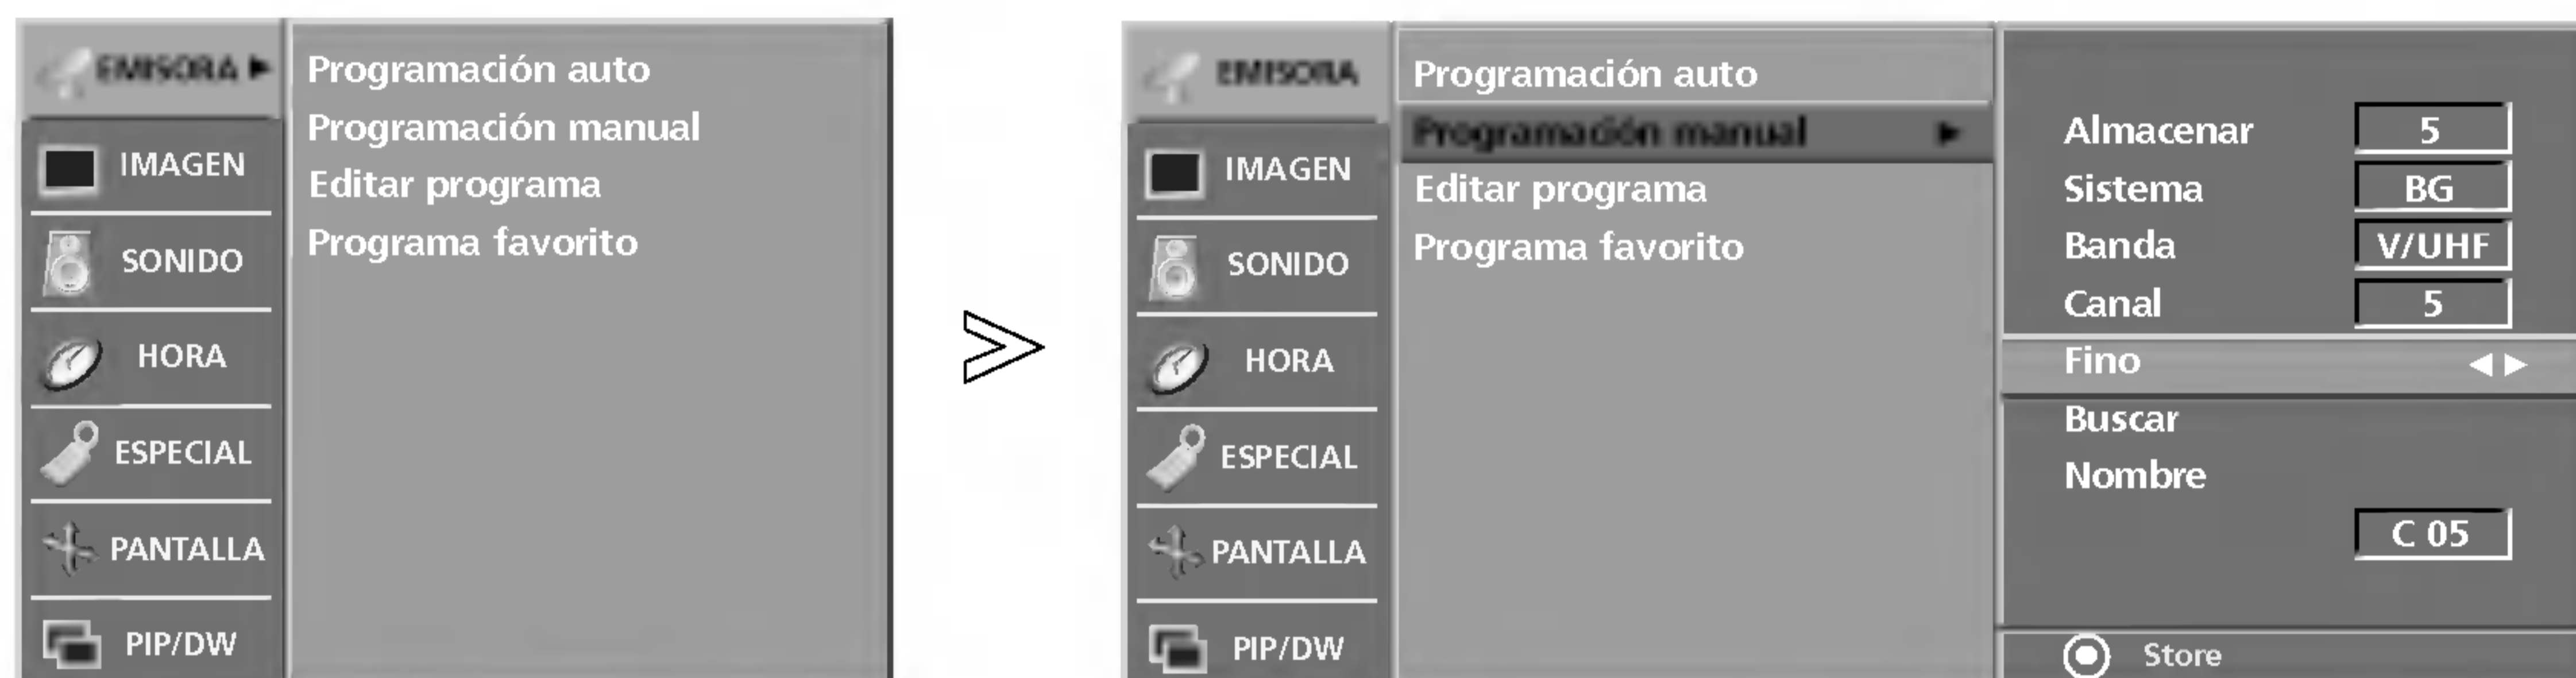 EMISORA
Programación auto
Programación manual
Editar programa
Programa favorito
IMAGEN
SONIDO
HORA
ESPECIAL
PANTALLA
PIP/DW
EMISORA
IMAGEN
SONIDO
HORA
ESPECIAL
PANTALLA
PIP/DW
Programación auto
Programación manual
Editar programa
Programa favorito
Almacenar 5
Sistema BG
Banda V/UHF
Canal 5
Fino
Buscar
Nombre
C 05
Store